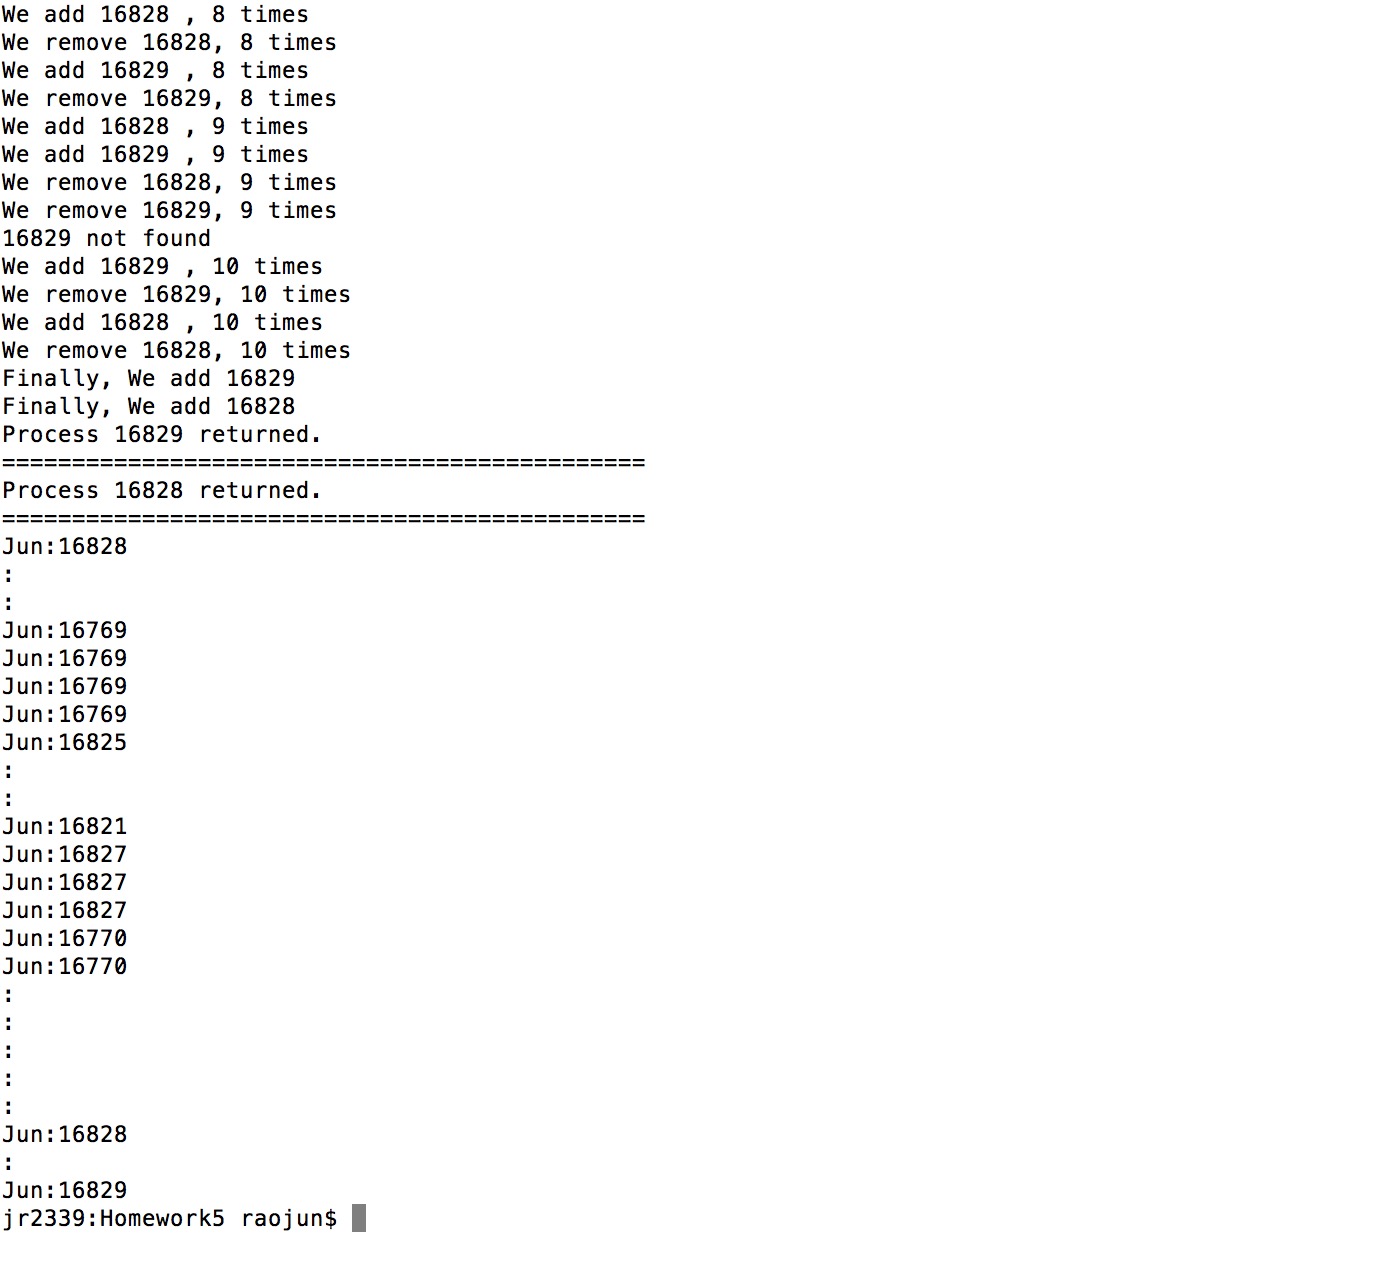 We add 16828 , 8 times
We remove 16828, 8 times
We add 16829 , 8 times
We remove 16829, 8 times
We add 16828 , 9 times
We add 16829 , 9 times
We remove 16828, 9 times
We remove 16829, 9 times
16829 not found
We add 16829 , 10 times
We remove 16829, 10 times
We add 16828 , 10 times
We remove 16828, 10 times
Finally, We add 16829
Finally, We add 16828
Process 16829 returned.
==============================================
Process 16828 returned.
==============================================
Jun:16828
:
:
Jun:16769
Jun:16769
Jun:16769
Jun:16769
Jun:16825
:
:
Jun:16821
Jun:16827
Jun:16827
Jun:16827
Jun:16770
Jun:16770
:
:
:
:
:
Jun:16828
:
Jun:16829
jr2339:Homework5 raojun$